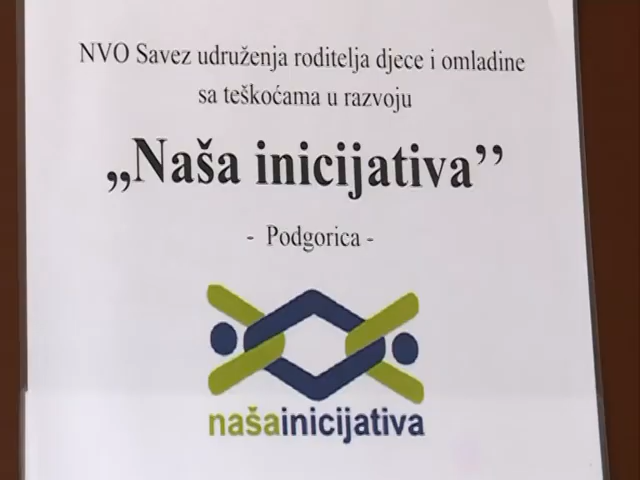 NVO Savez udruženja roditelja djece i omladine
sa teškoćama u razvoju
„Naša inicijativa’’
- Podgorica -
našainicijativa